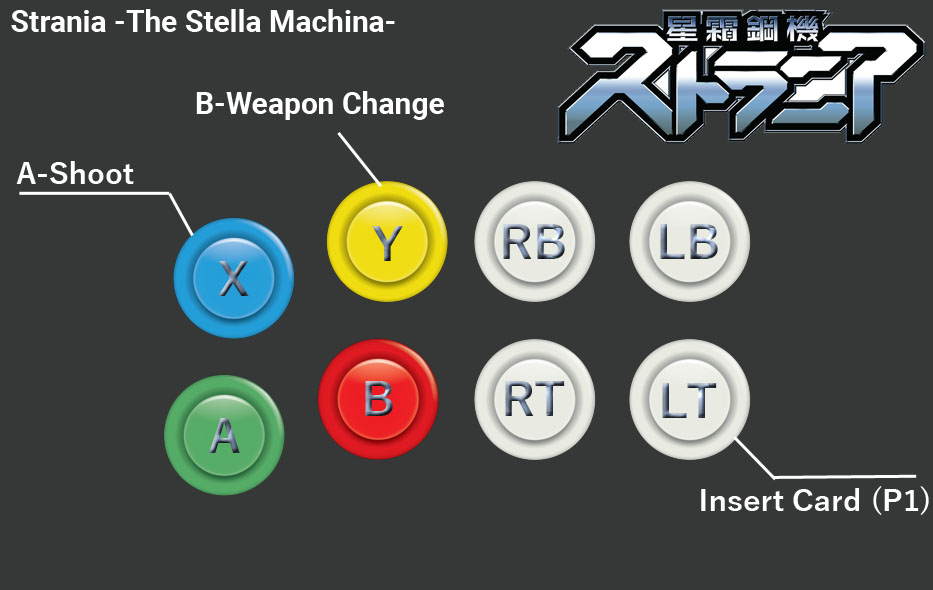 Strania -The Stella Machina-
星霜鋼機
ストラニア
B-Weapon Change
A-Shoot
X
Y
RB
LB
A
B
RT
LT
Insert Card (P1)